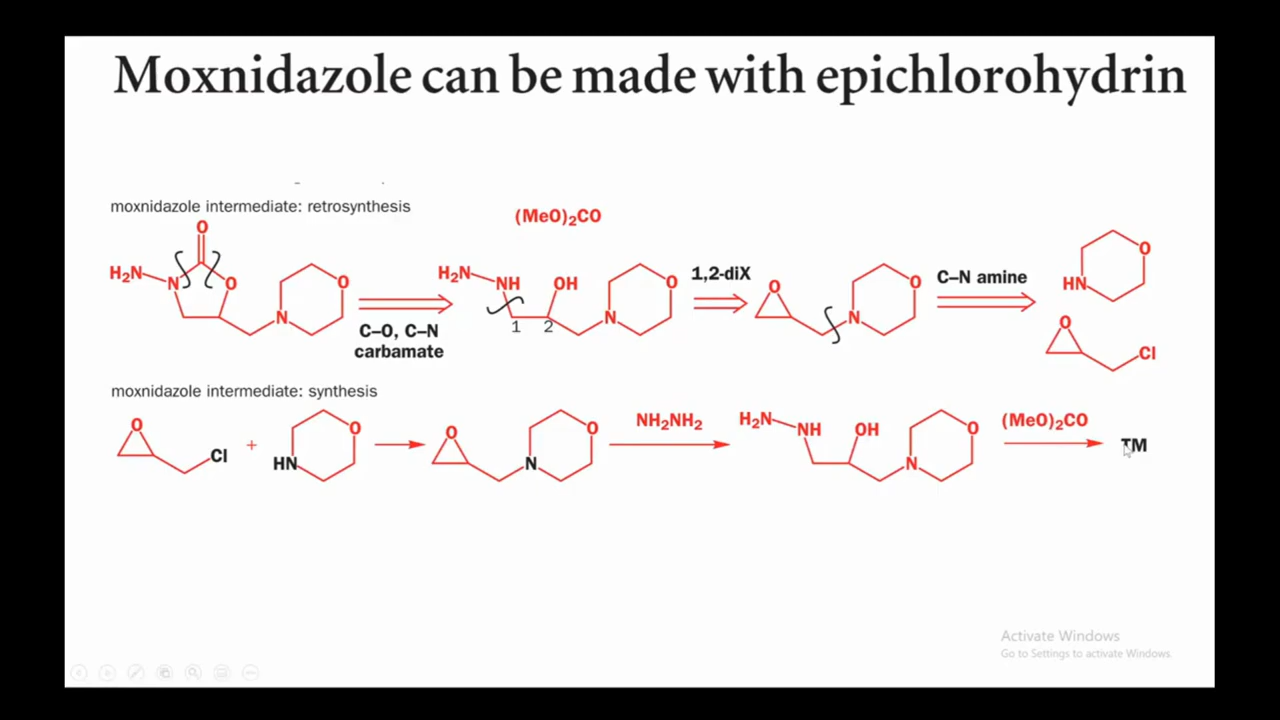 Moxnidazole can be made with epichlorohydrin
moxnidazole intermediate: retrosynthesis
O
H₂N
N
O
N
O
C–O, C–N
carbamate
(MeO)₂CO
H₂N
NH
OH
1
2
N
O
1,2-diX
O
N
O
C–N amine
O
HN
O
Cl
moxnidazole intermediate: synthesis
O
Cl
+
HN
O
O
N
O
NH₂NH₂
H₂N
NH
OH
N
O
(MeO)₂CO
TM
Activate Windows
Go to Settings to activate Windows.